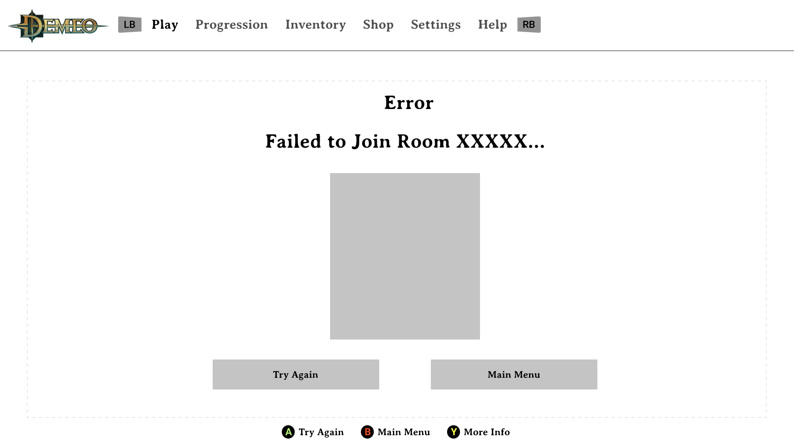 DEMEO LB Play Progression Inventory Shop Settings Help RB
Error
Failed to Join Room XXXXX...
Try Again Main Menu
A Try Again B Main Menu Y More Info